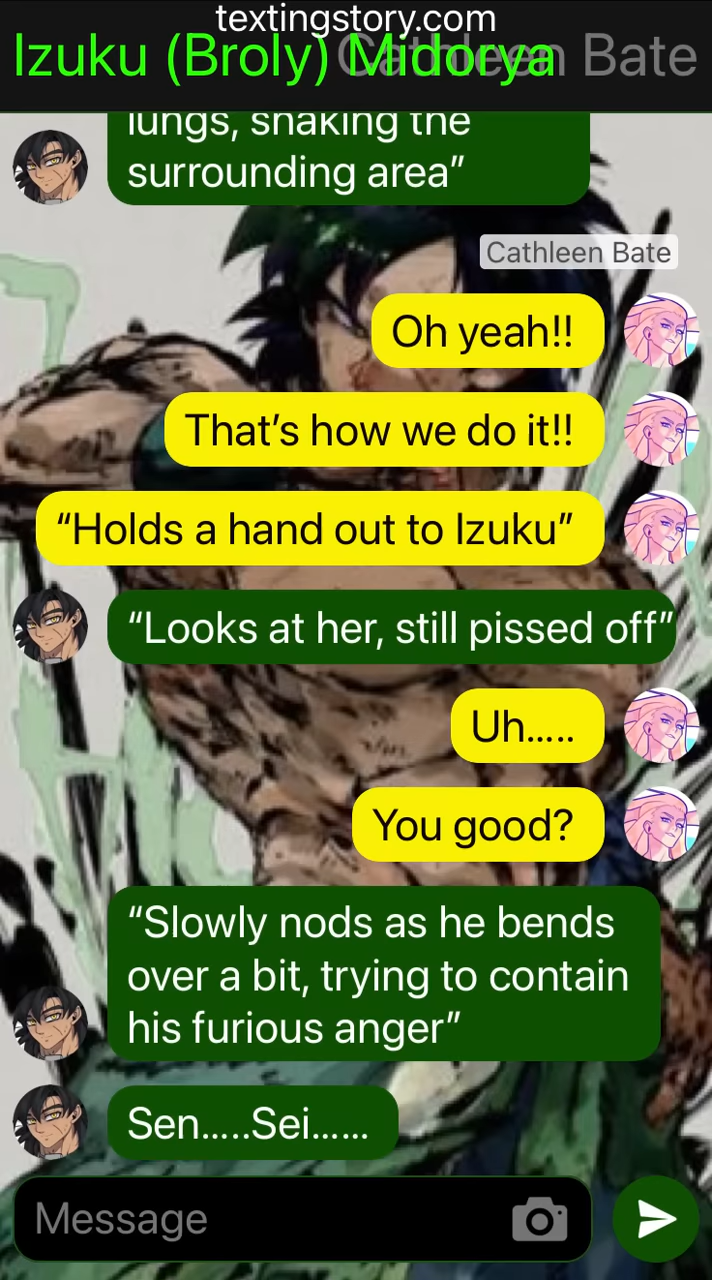 textingstory.com
Izuku (Broly) Midorya
Cathleen Bate
lungs, shaking the
surrounding area”
Cathleen Bate
Oh yeah!!
That’s how we do it!!
“Holds a hand out to Izuku”
“Looks at her, still pissed off”
Uh.....
You good?
“Slowly nods as he bends
over a bit, trying to contain
his furious anger”
Sen.....Sei......
Message